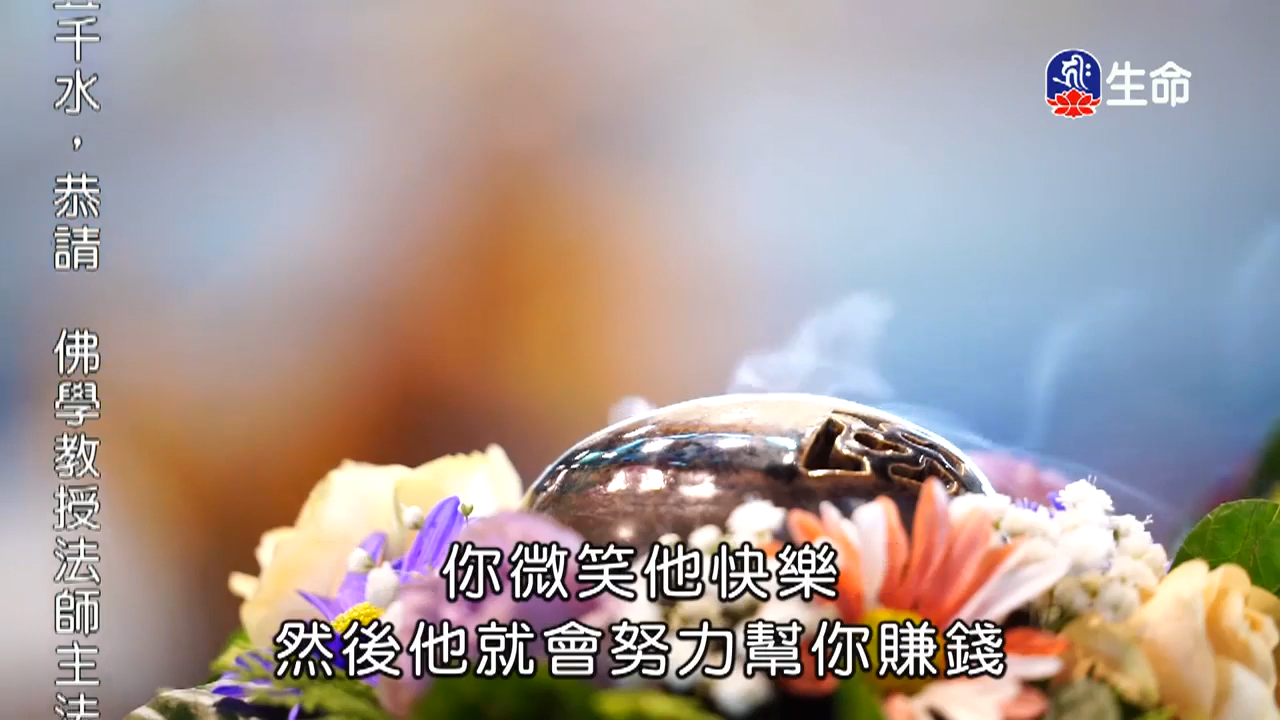 千水，恭請　佛學教授法師主法
生命
你微笑他快樂
然後他就會努力幫你賺錢